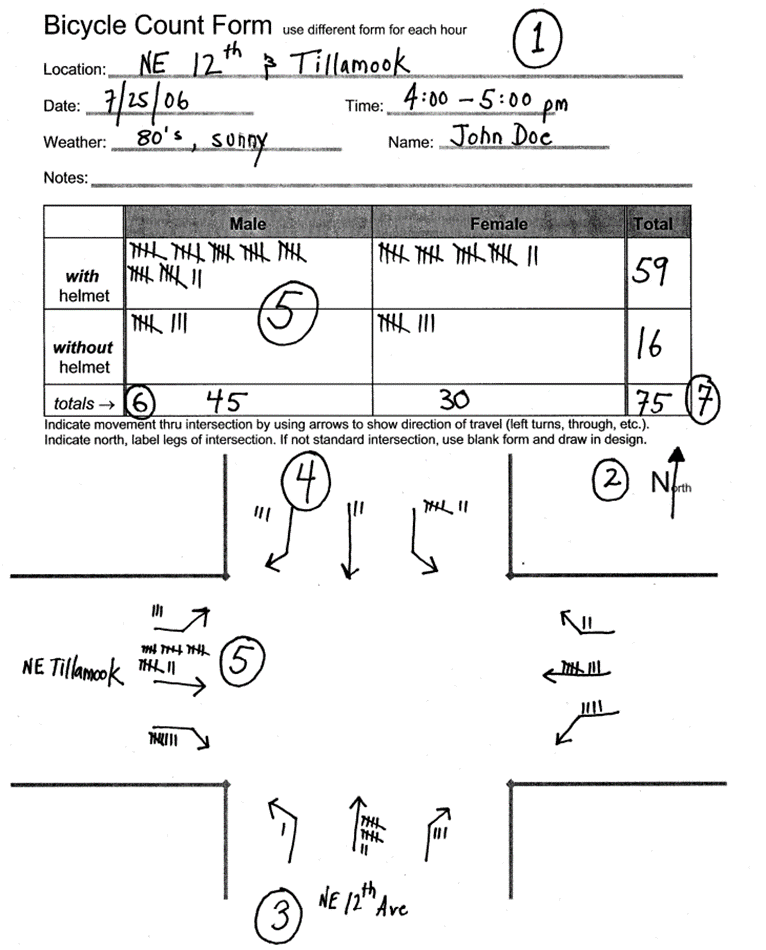 Bicycle Count Form use different form for each hour
1
Location: NE 12th & Tillamook
Date: 7/25/06 Time: 4:00 – 5:00 pm
Weather: 80's, sunny Name: John Doe
Notes:
Male Female Total
with helmet 59
5
without helmet 16
totals → 6 45 30 75 7
Indicate movement thru intersection by using arrows to show direction of travel (left turns, through, etc.).
Indicate north, label legs of intersection. If not standard intersection, use blank form and draw in design.
4 2 North
NE Tillamook 5
3 NE 12th Ave